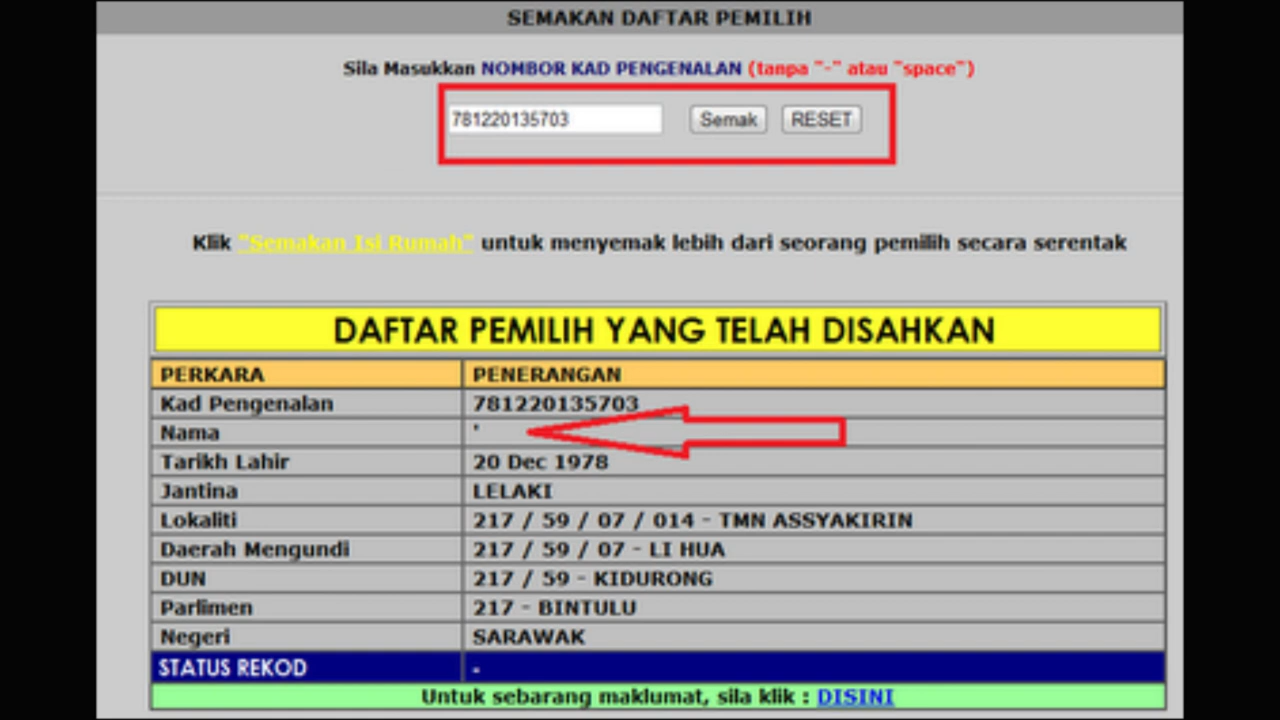 SEMAKAN DAFTAR PEMILIH
Sila Masukkan NOMBOR KAD PENGENALAN (tanpa "-" atau "space")
781220135703 Semak RESET
Klik "Semakan Isi Rumah" untuk menyemak lebih dari seorang pemilih secara serentak
DAFTAR PEMILIH YANG TELAH DISAHKAN
PERKARA PENERANGAN
Kad Pengenalan 781220135703
Nama '
Tarikh Lahir 20 Dec 1978
Jantina LELAKI
Lokaliti 217 / 59 / 07 / 014 - TMN ASSYAKIRIN
Daerah Mengundi 217 / 59 / 07 - LI HUA
DUN 217 / 59 - KIDURONG
Parlimen 217 - BINTULU
Negeri SARAWAK
STATUS REKOD -
Untuk sebarang maklumat, sila klik : DISINI